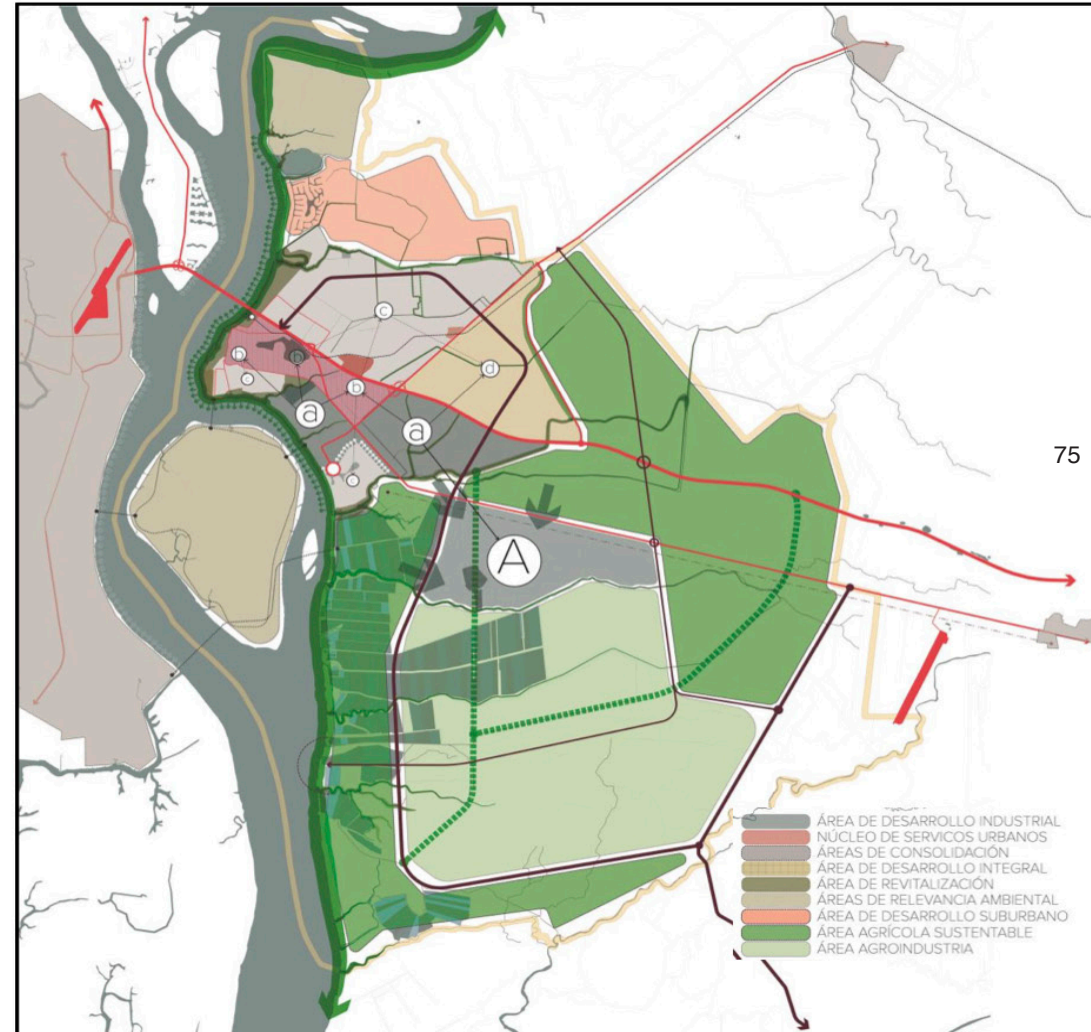 c
d
b
b
b
c
a
a
c
75
A
ÁREA DE DESARROLLO INDUSTRIAL
NÚCLEO DE SERVICOS URBANOS
ÁREAS DE CONSOLIDACIÓN
ÁREA DE DESARROLLO INTEGRAL
ÁREA DE REVITALIZACIÓN
ÁREAS DE RELEVANCIA AMBIENTAL
ÁREA DE DESARROLLO SUBURBANO
ÁREA AGRÍCOLA SUSTENTABLE
ÁREA AGROINDUSTRIA